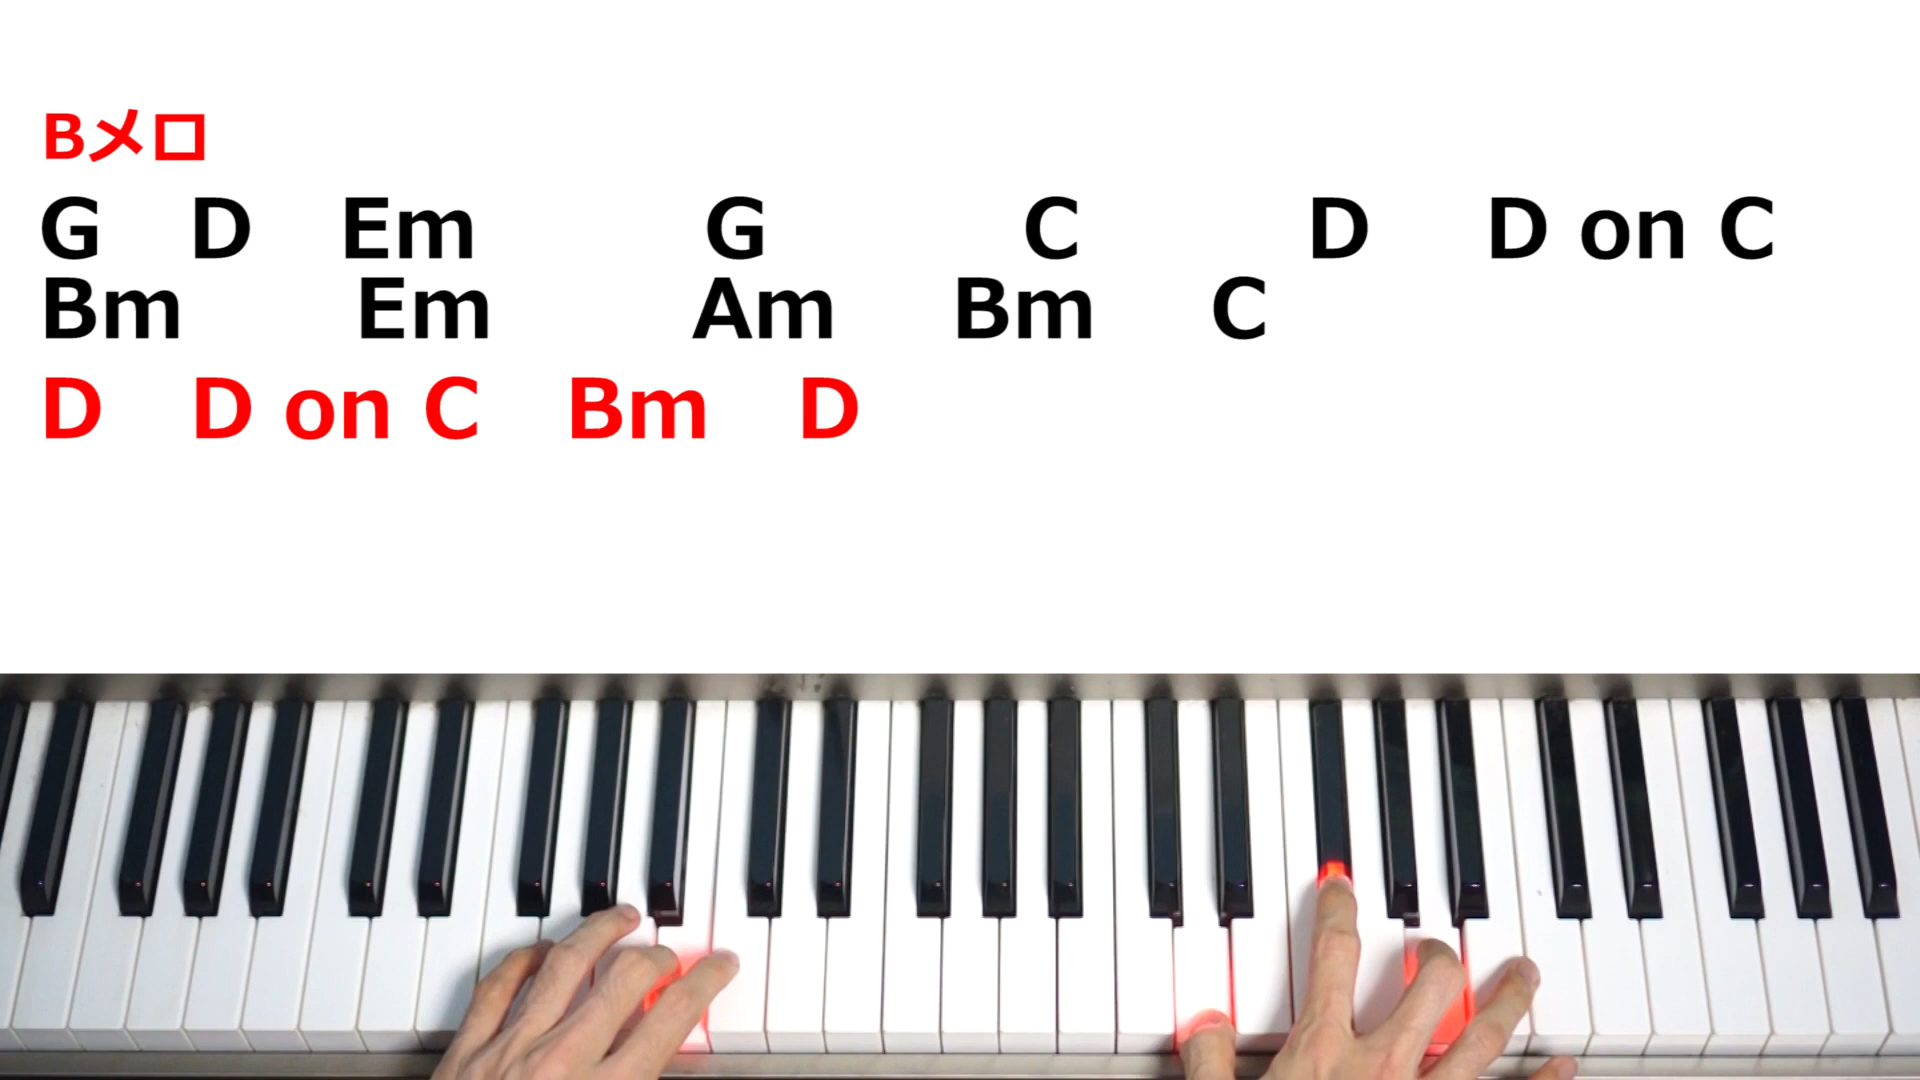 Bメロ
G D Em G C D D on C
Bm Em Am Bm C
D D on C Bm D